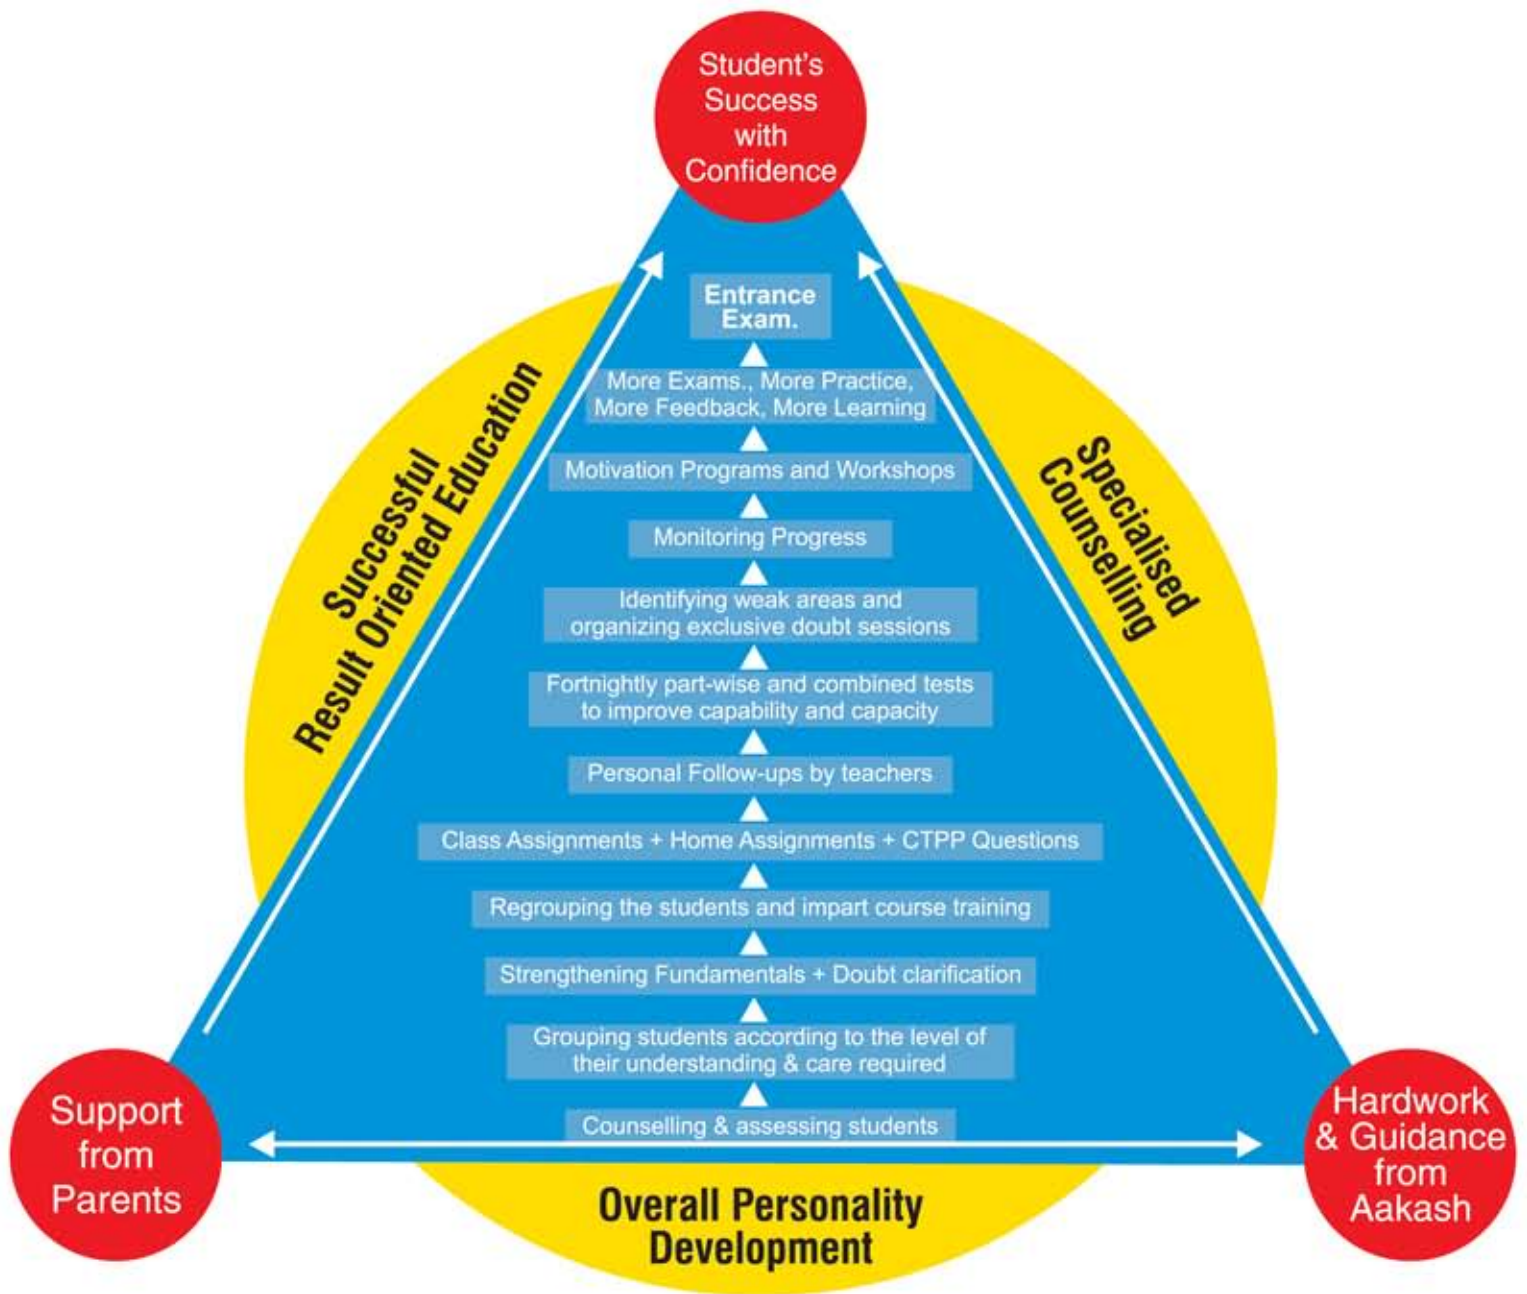 Student's
Success
with
Confidence
Entrance
Exam.
More Exams., More Practice,
More Feedback, More Learning
Motivation Programs and Workshops
Monitoring Progress
Identifying weak areas and
organizing exclusive doubt sessions
Fortnightly part-wise and combined tests
to improve capability and capacity
Personal Follow-ups by teachers
Class Assignments + Home Assignments + CTPP Questions
Regrouping the students and impart course training
Strengthening Fundamentals + Doubt clarification
Grouping students according to the level of
their understanding & care required
Counselling & assessing students
Successful
Result Oriented Education
Specialised
Counselling
Support
from
Parents
Hardwork
& Guidance
from
Aakash
Overall Personality
Development